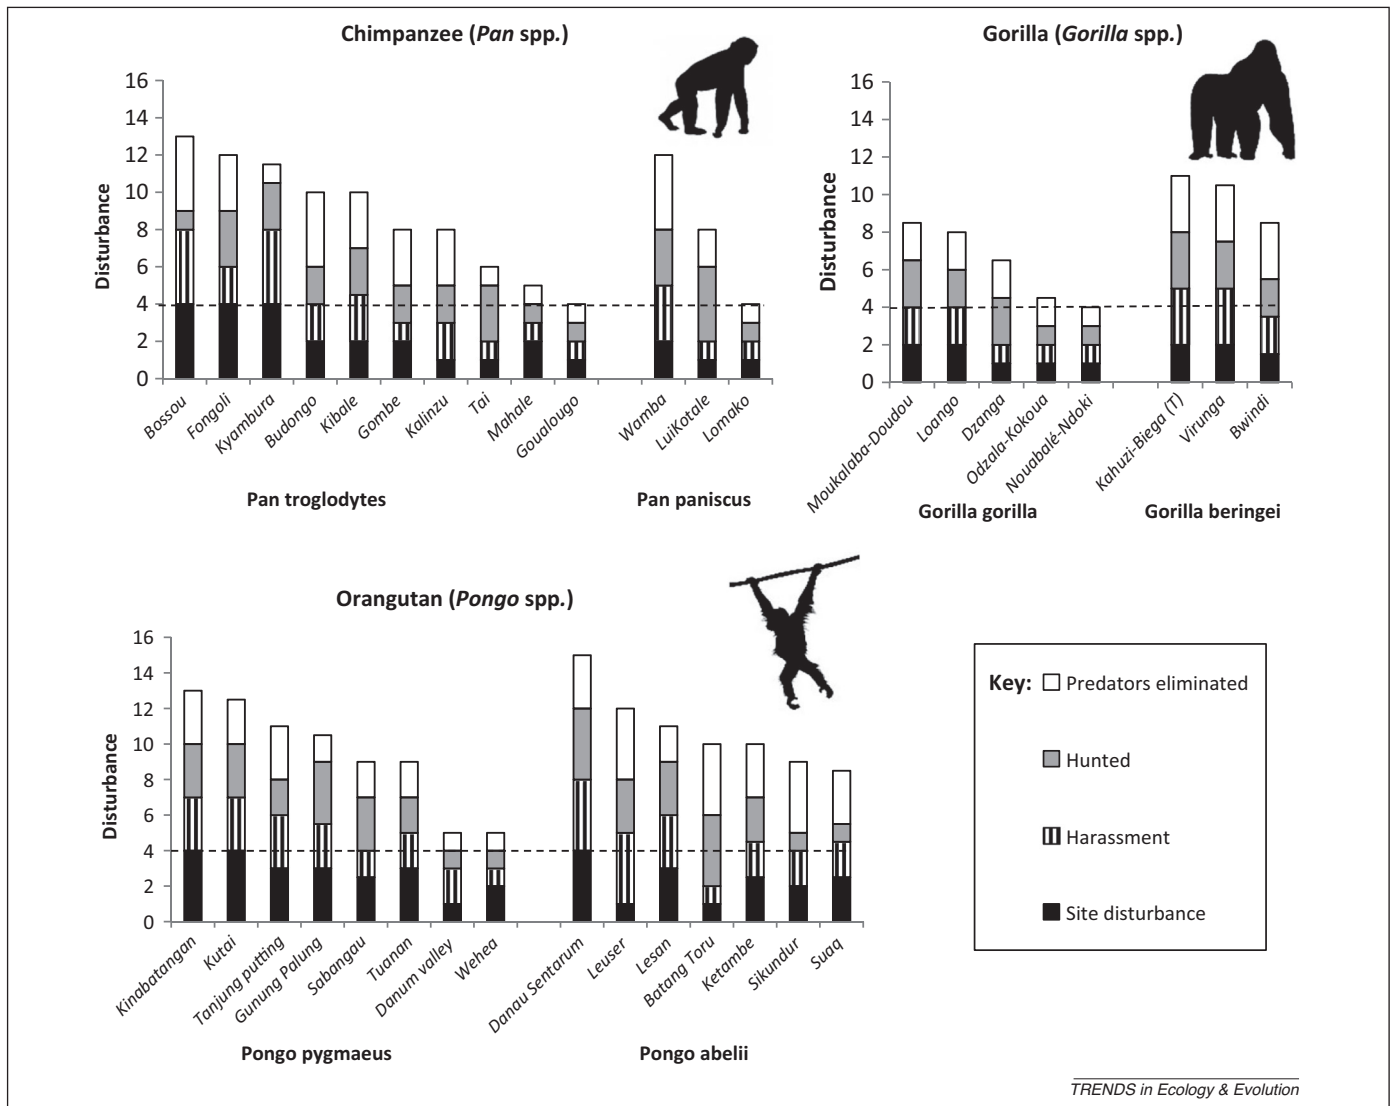 Chimpanzee (Pan spp.)
16
14
12
10
8
6
4
2
0
Disturbance
Bossou
Fongoli
Kyambura
Budongo
Kibale
Gombe
Kalinzu
Tai
Mahale
Goualougo
Wamba
LuiKotale
Lomako
Pan troglodytes
Pan paniscus
Gorilla (Gorilla spp.)
16
14
12
10
8
6
4
2
0
Disturbance
Moukalaba-Doudou
Loango
Dzanga
Odzala-Kokoua
Nouabalé-Ndoki
Kahuzi-Biega (T)
Virunga
Bwindi
Gorilla gorilla
Gorilla beringei
Orangutan (Pongo spp.)
16
14
12
10
8
6
4
2
0
Disturbance
Kinabatangan
Kutai
Tanjung putting
Gunung Palung
Sabangau
Tuanan
Danum valley
Wehea
Danau Sentarum
Leuser
Lesan
Batang Toru
Ketambe
Sikundur
Suaq
Pongo pygmaeus
Pongo abelii
Key: Predators eliminated
Hunted
Harassment
Site disturbance
TRENDS in Ecology & Evolution